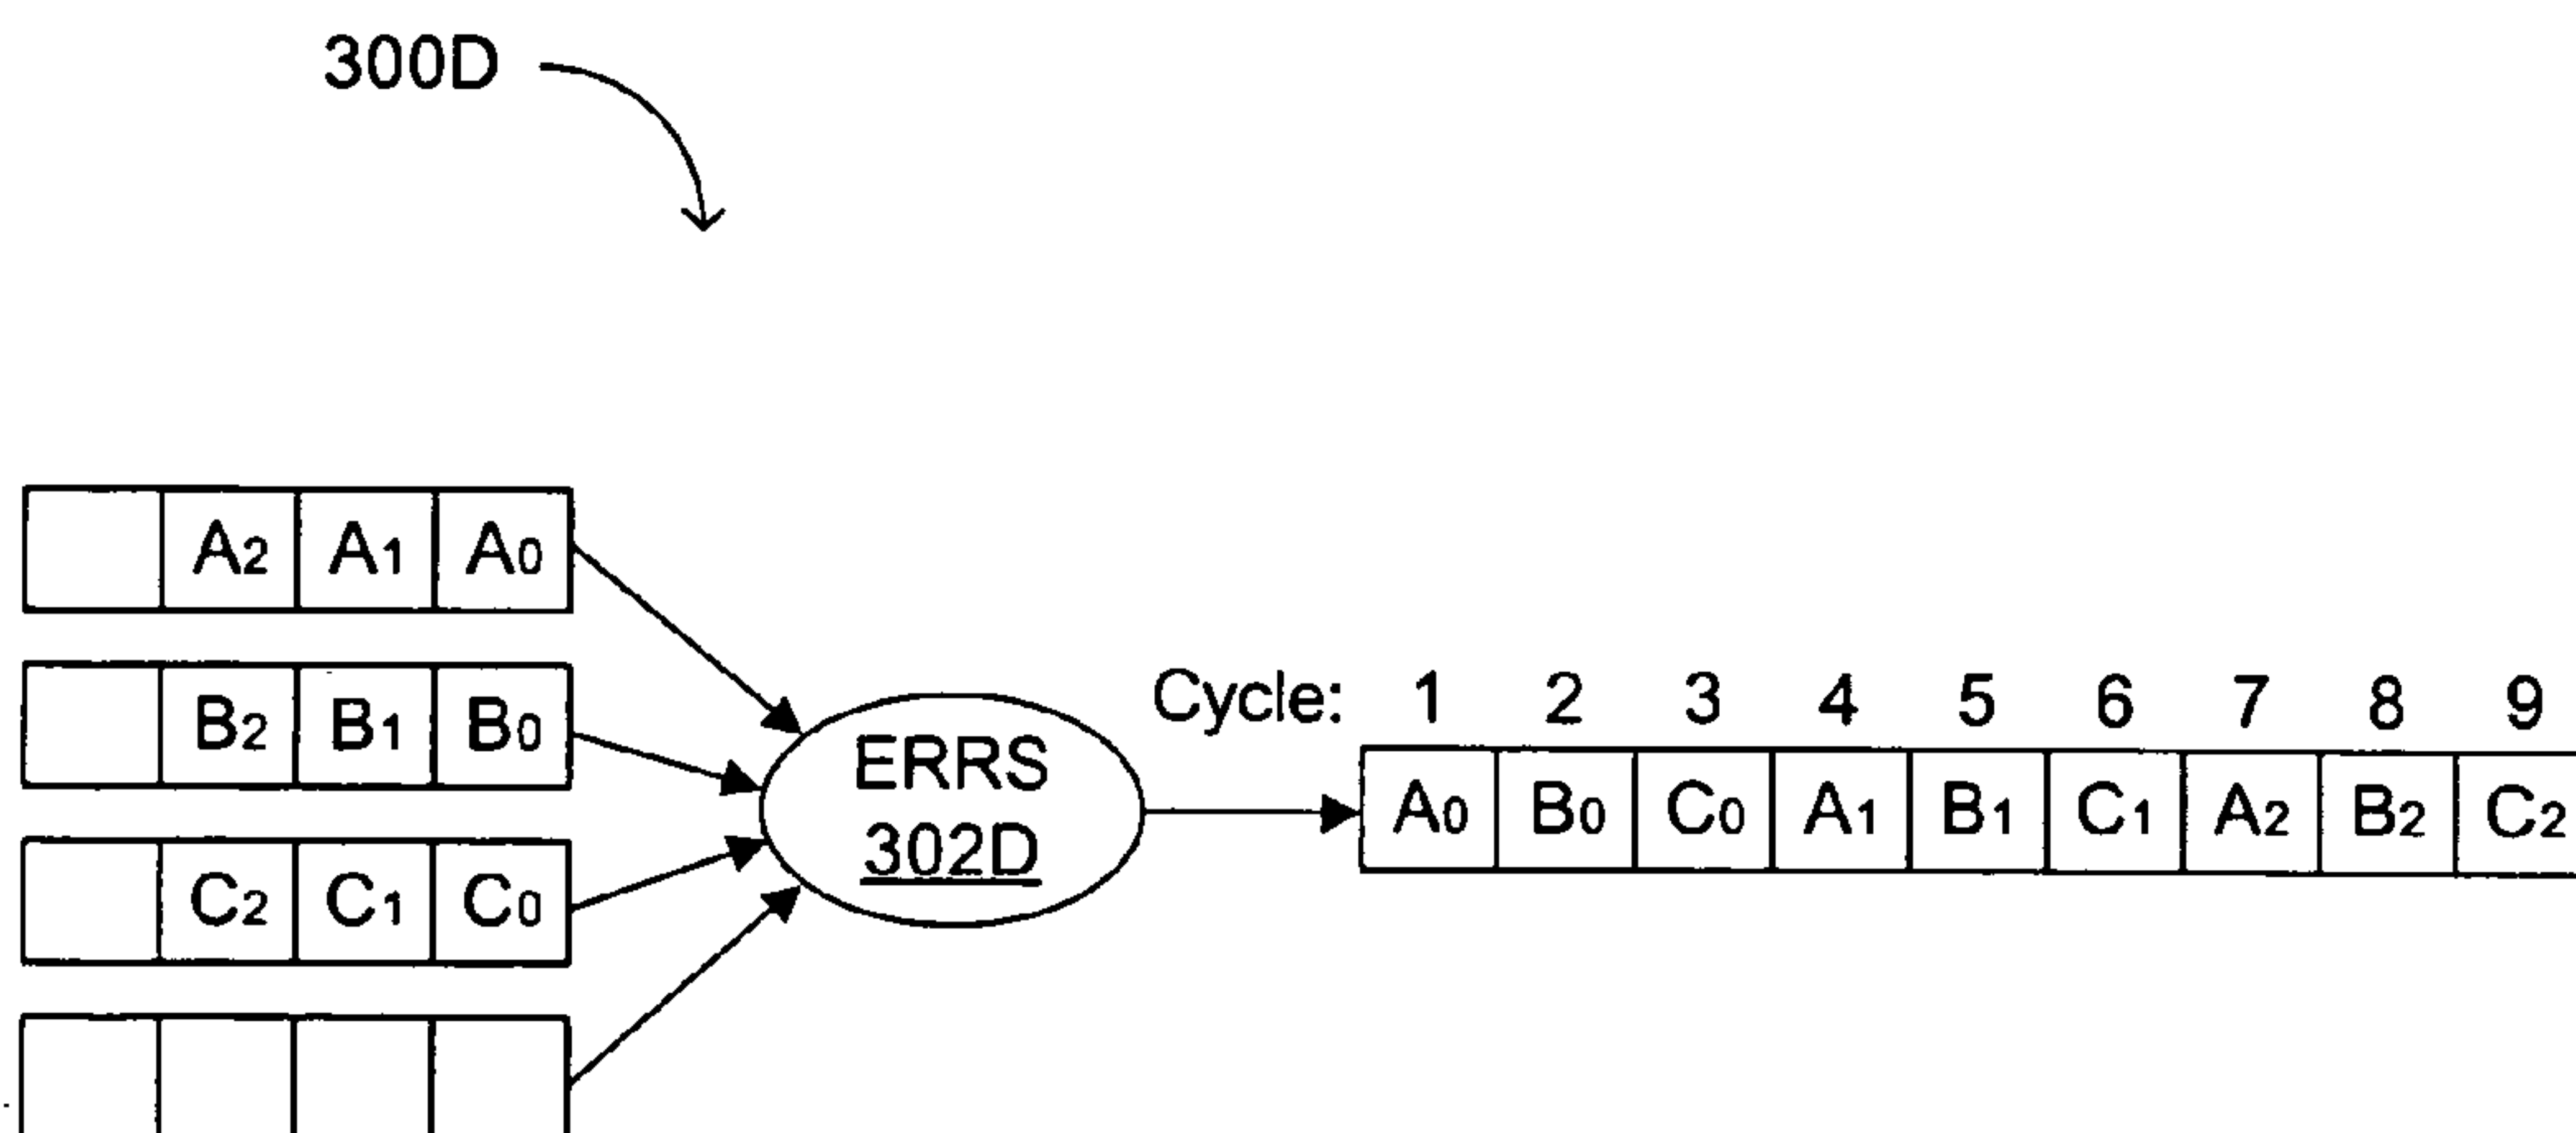 300D
A2 A1 A0
B2 B1 B0
C2 C1 C0
ERRS
302D
Cycle: 1 2 3 4 5 6 7 8 9
A0 B0 C0 A1 B1 C1 A2 B2 C2